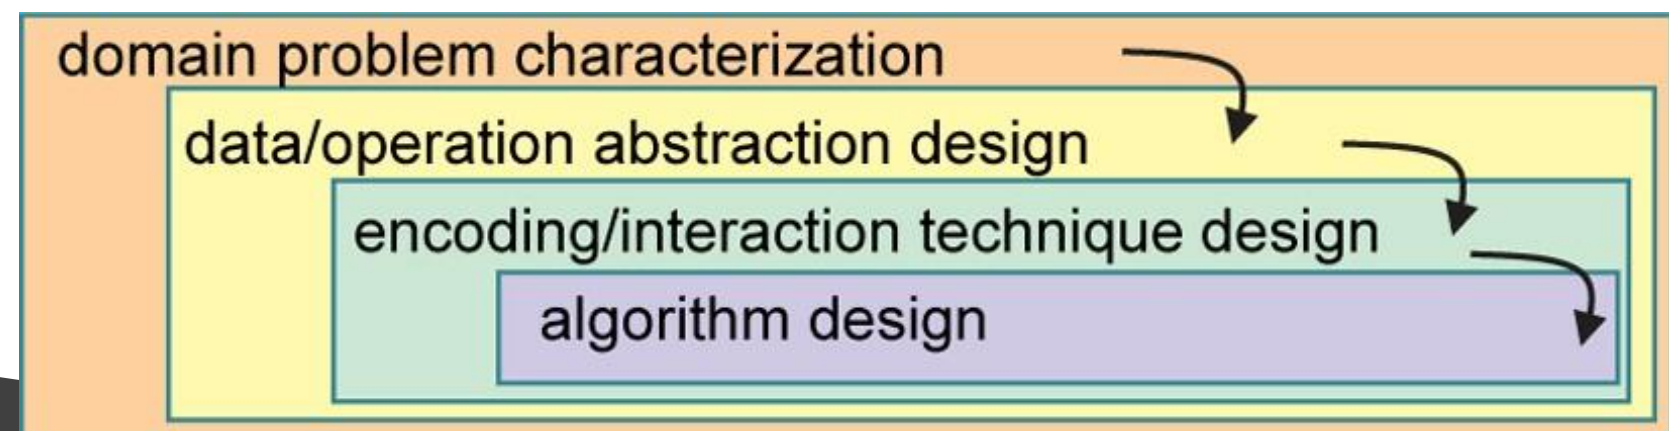 domain problem characterization
data/operation abstraction design
encoding/interaction technique design
algorithm design